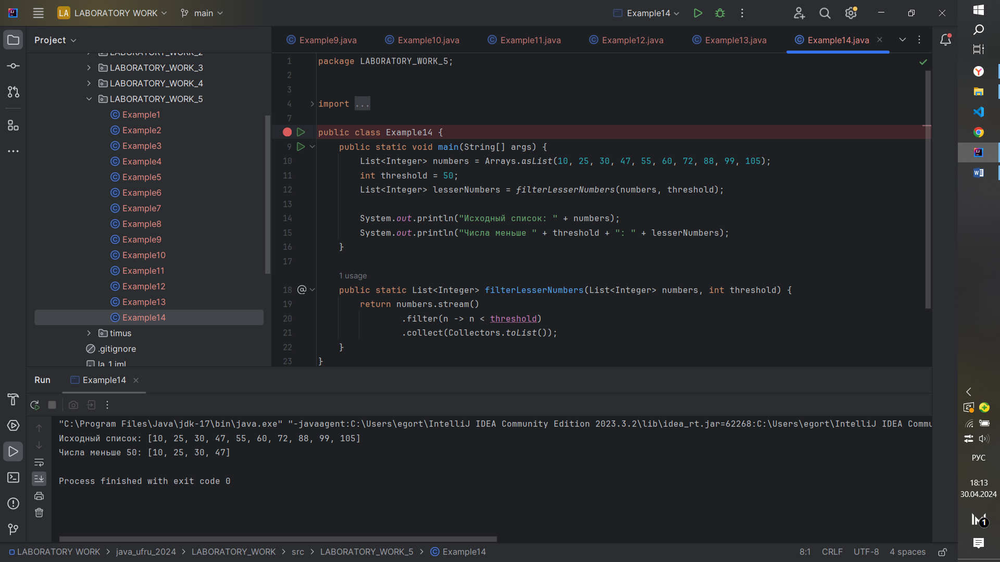 LA LABORATORY WORK main Example14
Project
Example9.java Example10.java Example11.java Example12.java Example13.java Example14.java
LABORATORY_WORK_2
LABORATORY_WORK_3
LABORATORY_WORK_4
LABORATORY_WORK_5
Example1
Example2
Example3
Example4
Example5
Example6
Example7
Example8
Example9
Example10
Example11
Example12
Example13
Example14
timus
.gitignore
la_1.iml
1 package LABORATORY_WORK_5;
2
3
4 import ...
7
public class Example14 {
9 public static void main(String[] args) {
10 List<Integer> numbers = Arrays.asList(10, 25, 30, 47, 55, 60, 72, 88, 99, 105);
11 int threshold = 50;
12 List<Integer> lesserNumbers = filterLesserNumbers(numbers, threshold);
13
14 System.out.println("Исходный список: " + numbers);
15 System.out.println("Числа меньше " + threshold + ": " + lesserNumbers);
16 }
17
1 usage
18 @ public static List<Integer> filterLesserNumbers(List<Integer> numbers, int threshold) {
19 return numbers.stream()
20 .filter(n -> n < threshold)
21 .collect(Collectors.toList());
22 }
23 }
Run Example14
"C:\Program Files\Java\jdk-17\bin\java.exe" "-javaagent:C:\Users\egort\IntelliJ IDEA Community Edition 2023.3.2\lib\idea_rt.jar=62268:C:\Users\egort\IntelliJ IDEA Commu
Исходный список: [10, 25, 30, 47, 55, 60, 72, 88, 99, 105]
Числа меньше 50: [10, 25, 30, 47]
Process finished with exit code 0
LABORATORY WORK > java_ufru_2024 > LABORATORY_WORK > src > LABORATORY_WORK_5 > Example14
8:1 CRLF UTF-8 4 spaces
РУС
18:13
30.04.2024
1